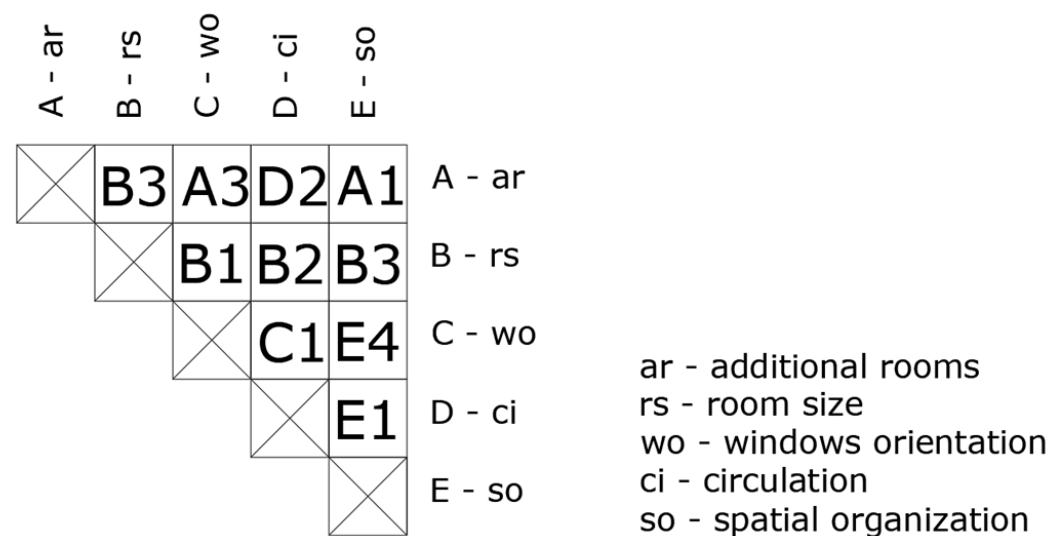 A - ar
B - rs
C - wo
D - ci
E - so
B3 A3 D2 A1 A - ar
B1 B2 B3 B - rs
C1 E4 C - wo
E1 D - ci
E - so
ar - additional rooms
rs - room size
wo - windows orientation
ci - circulation
so - spatial organization